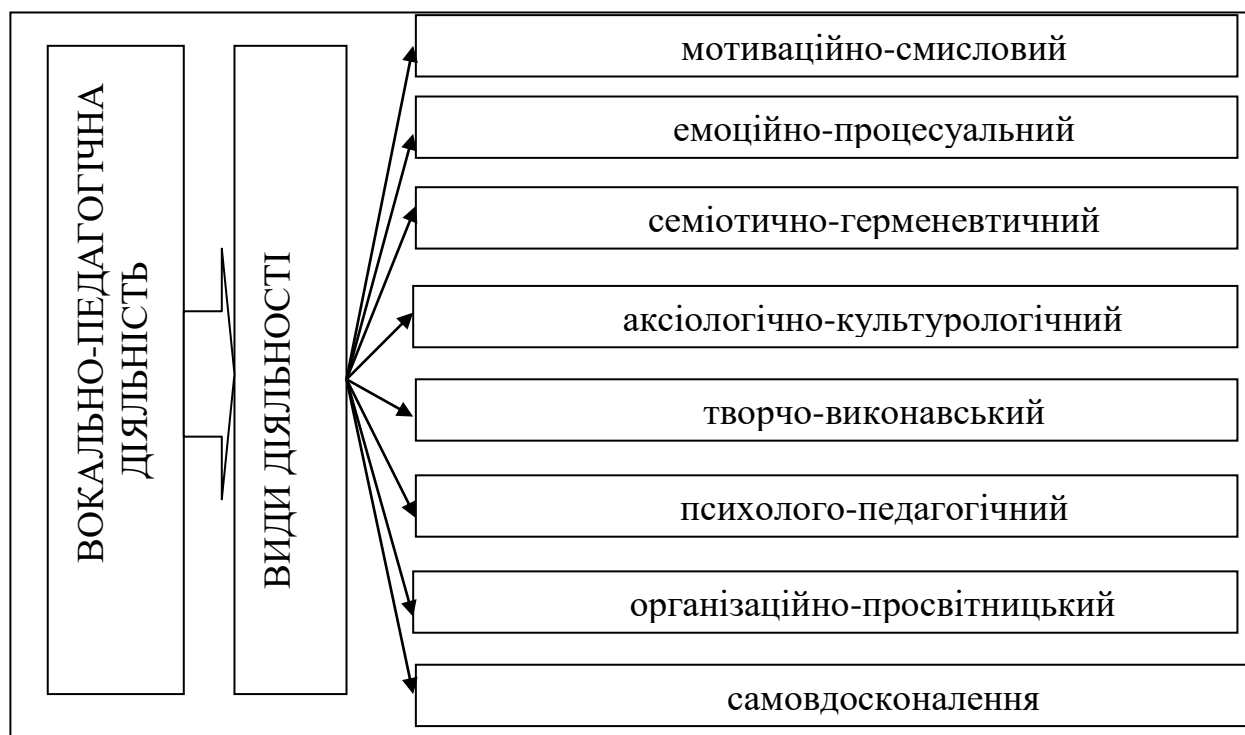 ВОКАЛЬНО-ПЕДАГОГІЧНА
ДІЯЛЬНІСТЬ
ВИДИ ДІЯЛЬНОСТІ
мотиваційно-смисловий
емоційно-процесуальний
семіотично-герменевтичний
аксіологічно-культурологічний
творчо-виконавський
психолого-педагогічний
організаційно-просвітницький
самовдосконалення